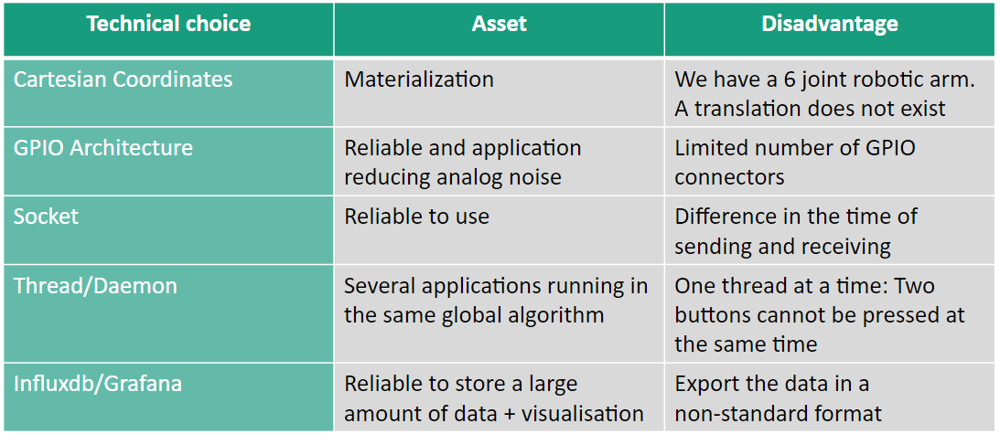 Technical choice
Asset
Disadvantage
Cartesian Coordinates
Materialization
We have a 6 joint robotic arm.
A translation does not exist
GPIO Architecture
Reliable and application
reducing analog noise
Limited number of GPIO
connectors
Socket
Reliable to use
Difference in the time of
sending and receiving
Thread/Daemon
Several applications running in
the same global algorithm
One thread at a time: Two
buttons cannot be pressed at
the same time
Influxdb/Grafana
Reliable to store a large
amount of data + visualisation
Export the data in a
non-standard format